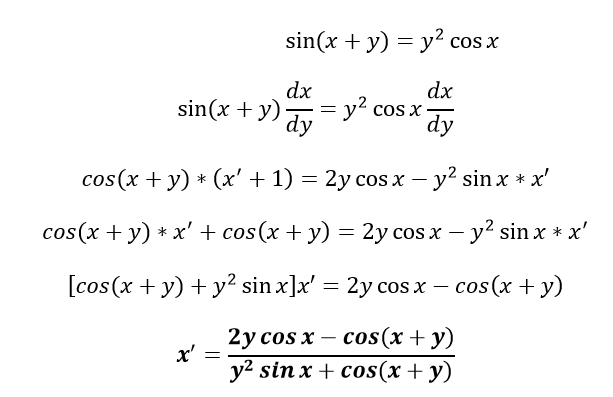 sin(x + y) = y² cos x
sin(x + y) dx/dy = y² cos x dx/dy
cos(x + y) * (x′ + 1) = 2y cos x − y² sin x * x′
cos(x + y) * x′ + cos(x + y) = 2y cos x − y² sin x * x′
[cos(x + y) + y² sin x]x′ = 2y cos x − cos(x + y)
x′ = (2y cos x − cos(x + y))/(y² sin x + cos(x + y))